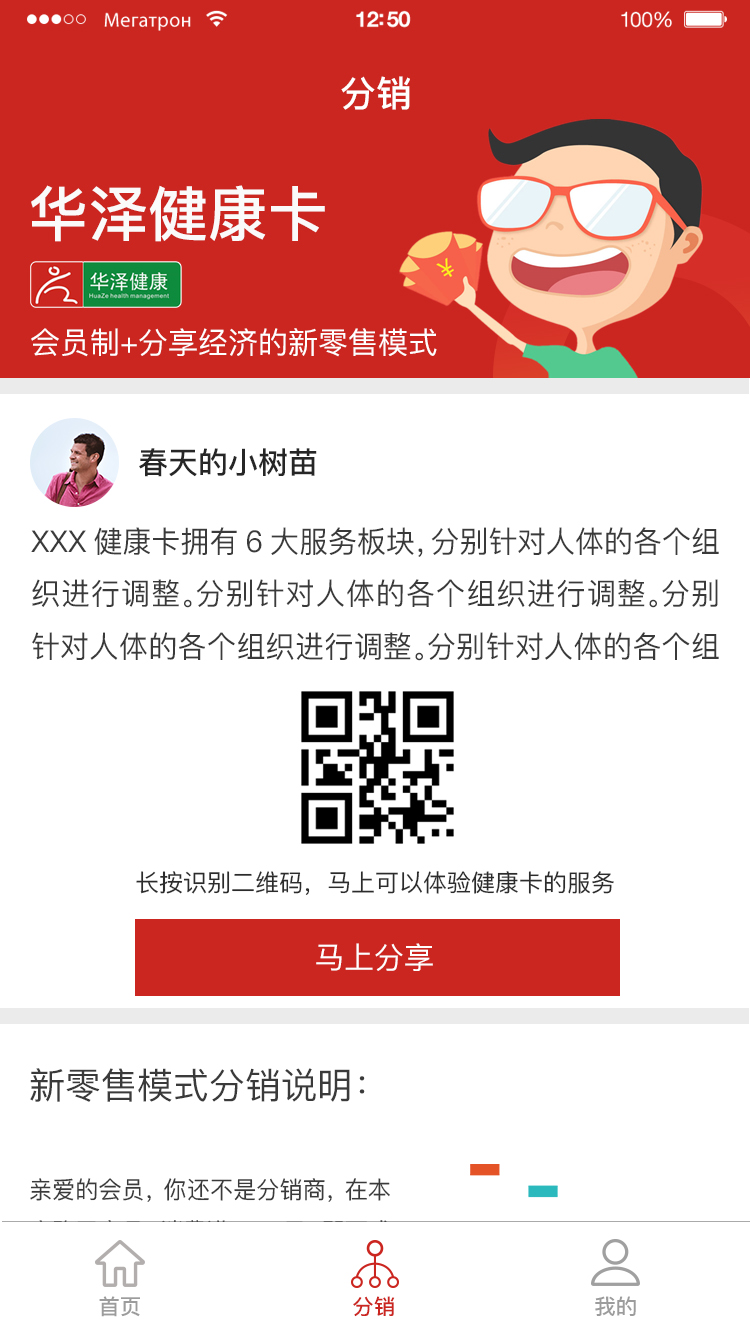 Мегатрон
12:50
100%
分销
华泽健康卡
¥
华泽健康
HuaZe health management
会员制+分享经济的新零售模式
春天的小树苗
XXX 健康卡拥有 6 大服务板块，分别针对人体的各个组
织进行调整。分别针对人体的各个组织进行调整。分别
针对人体的各个组织进行调整。分别针对人体的各个组
长按识别二维码，马上可以体验健康卡的服务
马上分享
新零售模式分销说明：
亲爱的会员，你还不是分销商，在本
首页
分销
我的